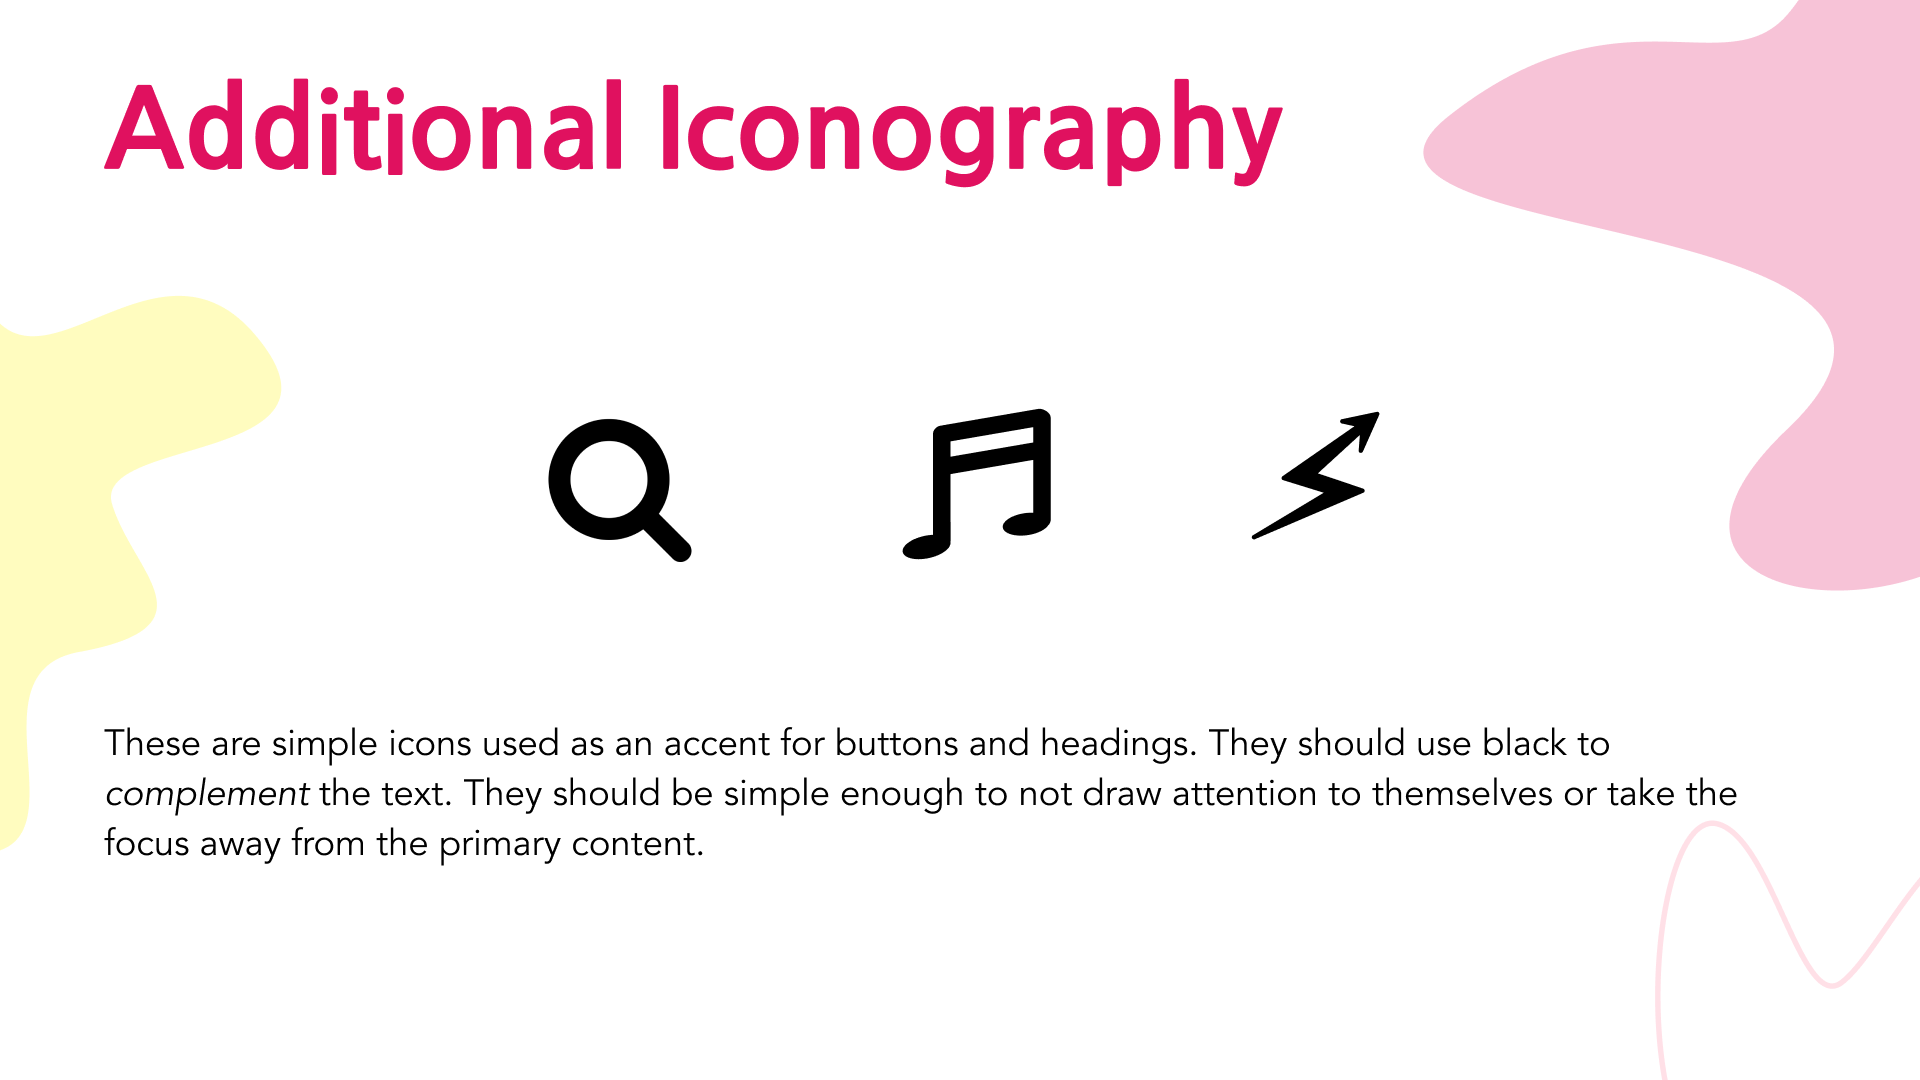 Additional Iconography
These are simple icons used as an accent for buttons and headings. They should use black to
complement the text. They should be simple enough to not draw attention to themselves or take the
focus away from the primary content.